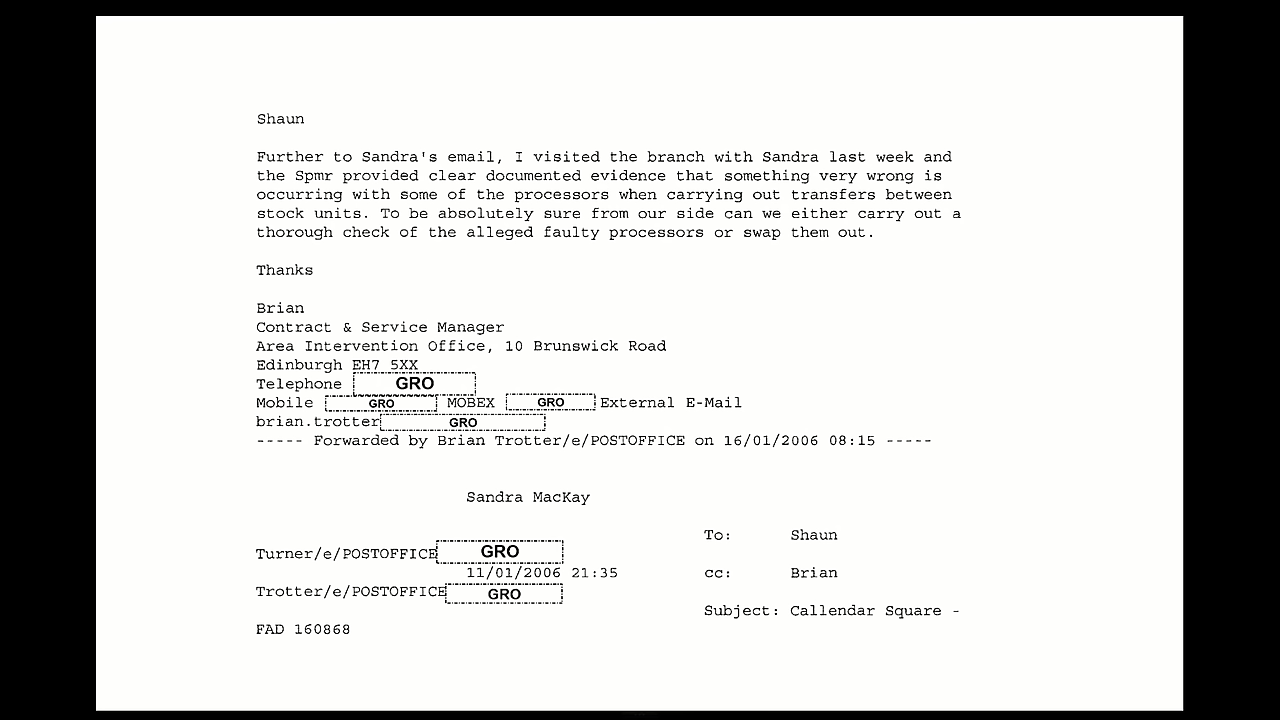 Shaun
Further to Sandra's email, I visited the branch with Sandra last week and
the Spmr provided clear documented evidence that something very wrong is
occurring with some of the processors when carrying out transfers between
stock units. To be absolutely sure from our side can we either carry out a
thorough check of the alleged faulty processors or swap them out.
Thanks
Brian
Contract & Service Manager
Area Intervention Office, 10 Brunswick Road
Edinburgh EH7 5XX
Telephone GRO
Mobile GRO MOBEX GRO External E-Mail
brian.trotter GRO
----- Forwarded by Brian Trotter/e/POSTOFFICE on 16/01/2006 08:15 -----
Sandra MacKay
To: Shaun
Turner/e/POSTOFFICE GRO
11/01/2006 21:35 cc: Brian
Trotter/e/POSTOFFICE GRO
Subject: Callendar Square -
FAD 160868